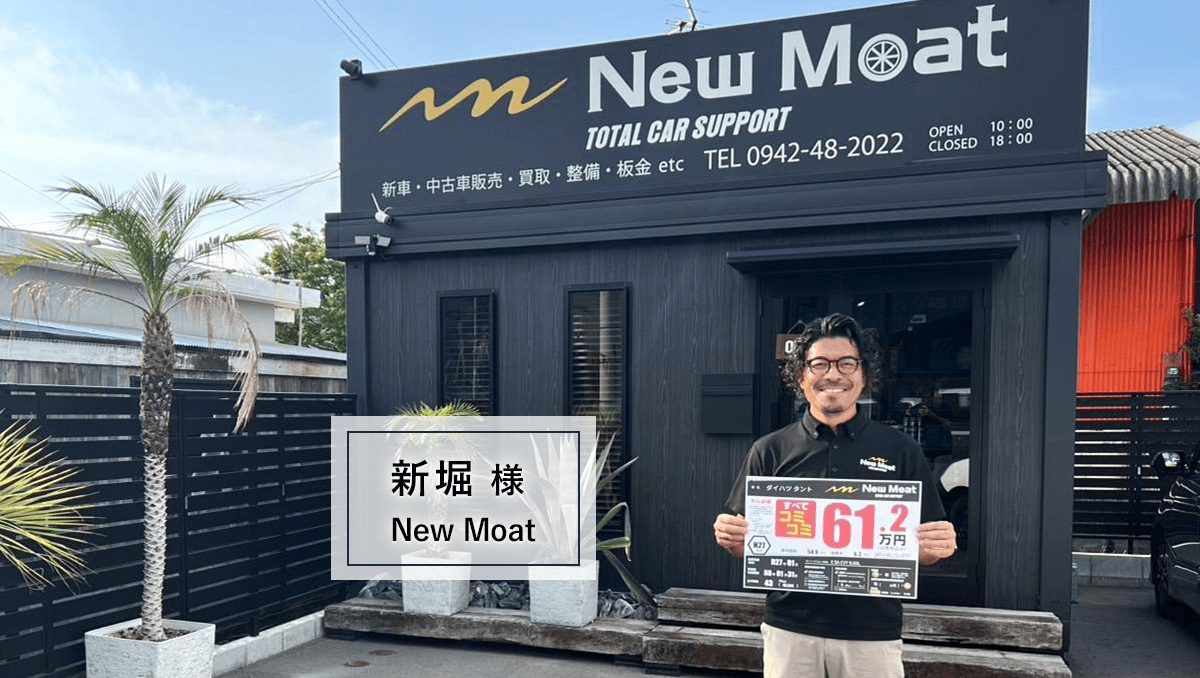 New Moat
TOTAL CAR SUPPORT
新車・中古車販売・買取・整備・板金 etc
TEL 0942-48-2022
OPEN 10：00
CLOSED 18：00
新堀 様
New Moat
New Moat
ダイハツ タント
New Moat
すべて
コミ
コミ
61.2
万円
H27